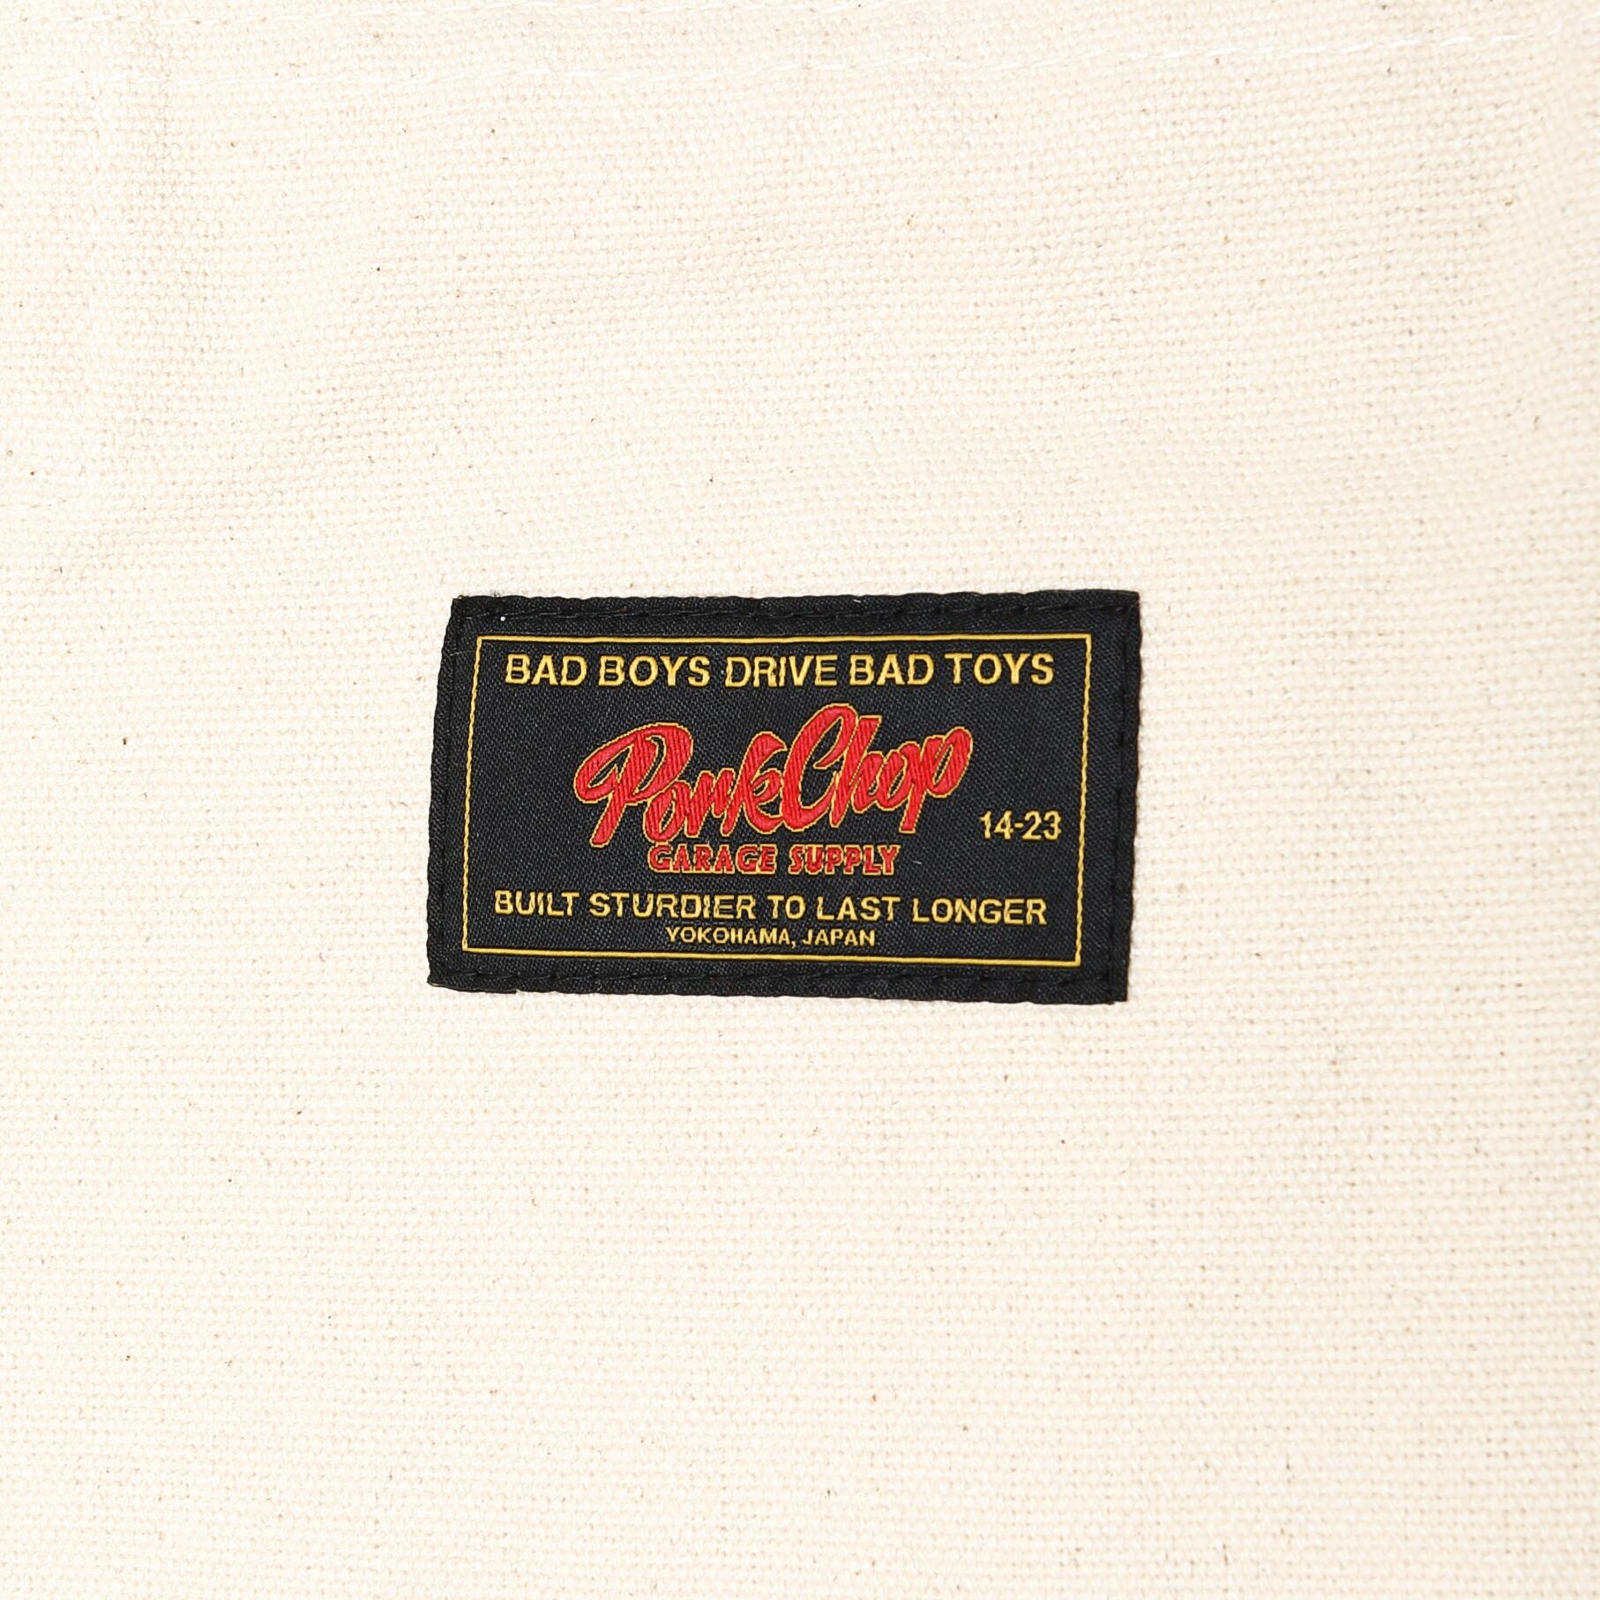 BAD BOYS DRIVE BAD TOYS
PorkChop
14-23
GARAGE SUPPLY
BUILT STURDIER TO LAST LONGER
YOKOHAMA, JAPAN